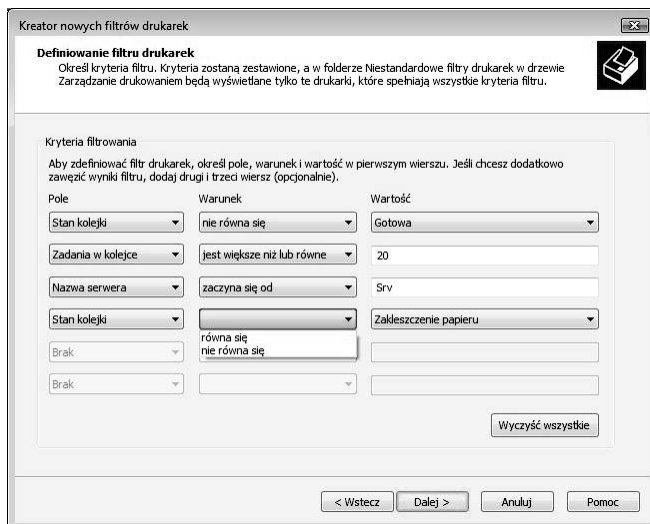 Kreator nowych filtrów drukarek
Definiowanie filtru drukarek
Określ kryteria filtru. Kryteria zostaną zestawione, a w folderze Niestandardowe filtry drukarek w drzewie
Zarządzanie drukowaniem będą wyświetlane tylko te drukarki, które spełniają wszystkie kryteria filtru.
Kryteria filtrowania
Aby zdefiniować filtr drukarek, określ pole, warunek i wartość w pierwszym wierszu. Jeśli chcesz dodatkowo
zawęzić wyniki filtru, dodaj drugi i trzeci wiersz (opcjonalnie).
Pole Warunek Wartość
Stan kolejki nie równa się Gotowa
Zadania w kolejce jest większe niż lub równe 20
Nazwa serwera zaczyna się od Srv
Stan kolejki Zakleszczenie papieru
równa się
Brak nie równa się
Brak
Wyczyść wszystkie
< Wstecz Dalej > Anuluj Pomoc